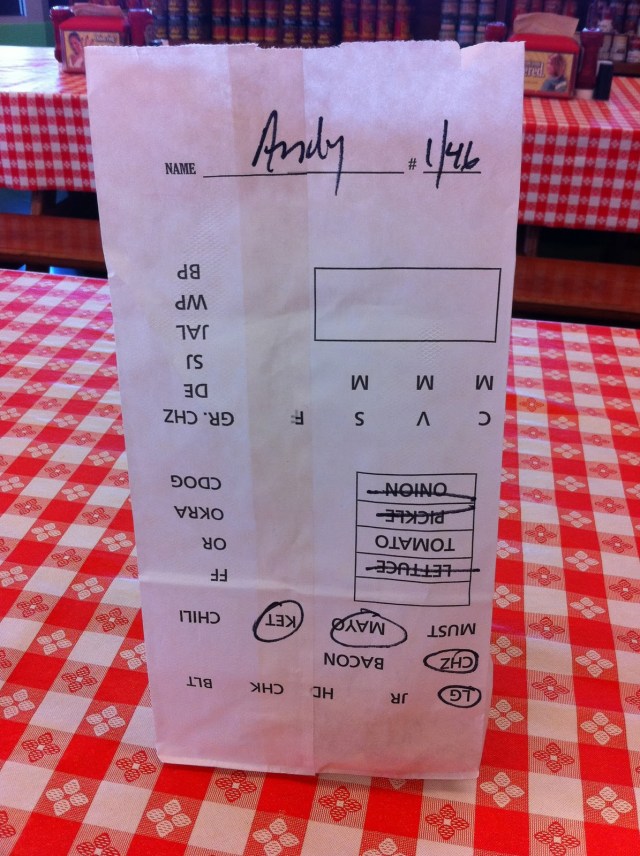 NAME Andy # 1/46
LG JR HD CHK BLT
CHZ BACON
MUST MAYO KET CHILI
LETTUCE FF
TOMATO OR
PICKLE OKRA
ONION CDOG
C V S F GR. CHZ
M M M DE
SJ
JAL
WP
BP